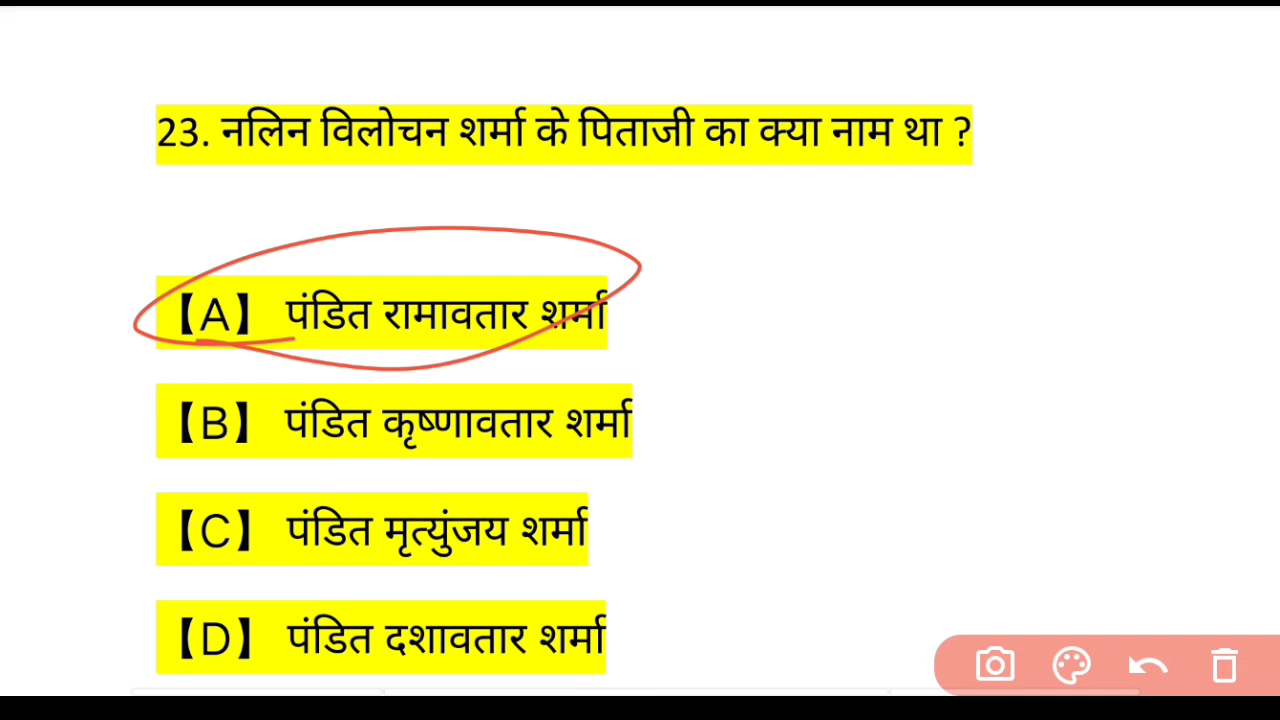 23. नलिन विलोचन शर्मा के पिताजी का क्या नाम था ?
【A】 पंडित रामावतार शर्मा
【B】 पंडित कृष्णावतार शर्मा
【C】 पंडित मृत्युंजय शर्मा
【D】 पंडित दशावतार शर्मा